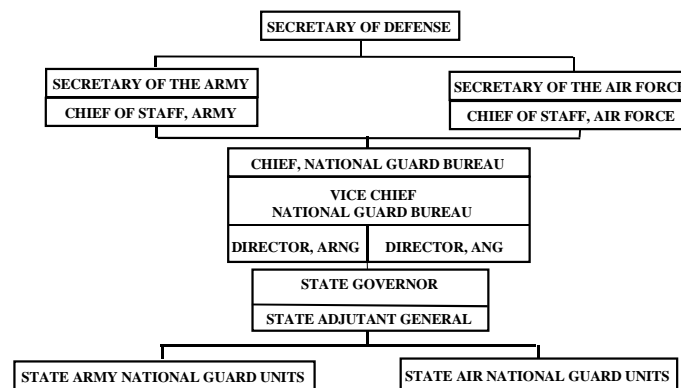 SECRETARY OF DEFENSE
SECRETARY OF THE ARMY
CHIEF OF STAFF, ARMY
SECRETARY OF THE AIR FORCE
CHIEF OF STAFF, AIR FORCE
CHIEF, NATIONAL GUARD BUREAU
VICE CHIEF
NATIONAL GUARD BUREAU
DIRECTOR, ARNG
DIRECTOR, ANG
STATE GOVERNOR
STATE ADJUTANT GENERAL
STATE ARMY NATIONAL GUARD UNITS
STATE AIR NATIONAL GUARD UNITS